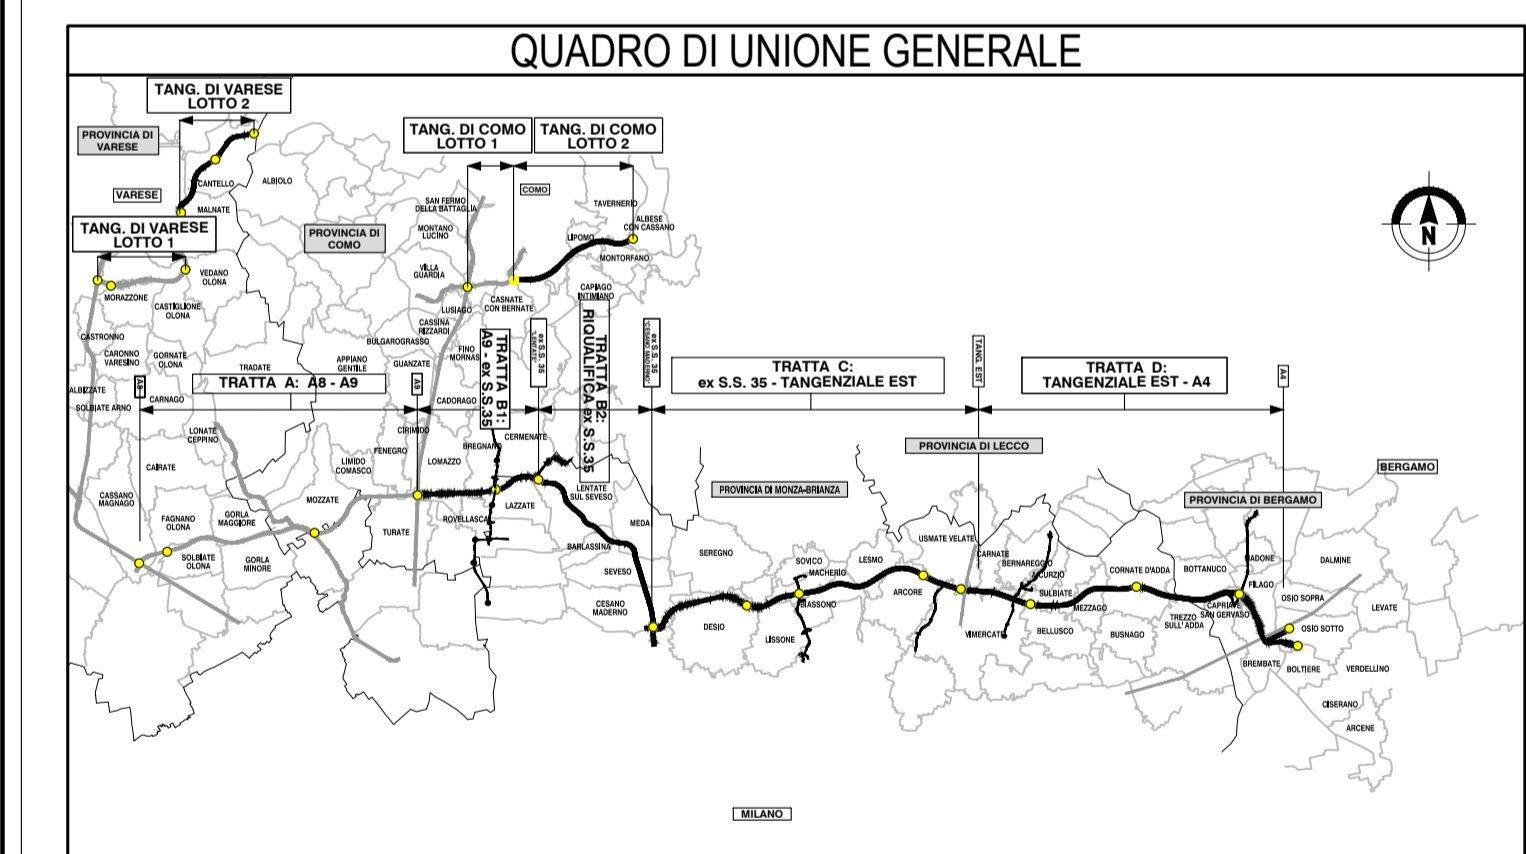 QUADRO DI UNIONE GENERALE
TANG. DI VARESE
LOTTO 2
PROVINCIA DI
VARESE
TANG. DI COMO
LOTTO 1
TANG. DI COMO
LOTTO 2
VARESE
CANTELLO
ALBIOLO
MALNATE
COMO
SAN FERMO
DELLA BATTAGLIA
TAVERNERIO
ALBESE
CON CASSANO
TANG. DI VARESE
LOTTO 1
PROVINCIA DI
COMO
MONTANO
LUCINO
LIPOMO
MONTORFANO
VEDANO
OLONA
VILLA
GUARDIA
MORAZZONE
CASTIGLIONE
OLONA
CASNATE
CON BERNATE
CAPIAGO
INTIMIANO
LUSIAGO
CASSINA
RIZZARDI
CASTRONNO
BULGAROGRASSO
CARONNO
VARESINO
GORNATE
OLONA
TRADATE
APPIANO
GENTILE
GUANZATE
FINO
MORNAS
TRATTA B1:
A9 - ex S.S.35
ex S.S. 35
"LENTATE"
TRATTA B2:
RIQUALIFICA ex S.S.35
ex S.S. 35
"CESANO MADERNO"
TRATTA C:
ex S.S. 35 - TANGENZIALE EST
TANG. EST
TRATTA D:
TANGENZIALE EST - A4
A4
ALBIZZATE
A8
TRATTA A: A8 - A9
A9
SOLBIATE ARNO
CARNAGO
CADORAGO
LONATE
CEPPINO
CIRIMIDO
CERMENATE
FENEGRO
BREGNANO
PROVINCIA DI LECCO
CAIRATE
LIMIDO
COMASCO
LOMAZZO
BERGAMO
CASSANO
MAGNAGO
MOZZATE
LENTATE
SUL SEVESO
PROVINCIA DI MONZA-BRIANZA
PROVINCIA DI BERGAMO
FAGNANO
OLONA
GORLA
MAGGIORE
ROVELLASCA
LAZZATE
MEDA
TURATE
SOLBIATE
OLONA
GORLA
MINORE
BARLASSINA
SEREGNO
SOVICO
MACHERIO
LESMO
USMATE VELATE
CARNATE
BERNAREGGIO
CORNATE D'ADDA
BOTTANUCO
MADONE
DALMINE
SEVESO
CURZIO
FILAGO
CESANO
MADERNO
BIASSONO
ARCORE
SULBIATE
MEZZAGO
CAPRIATE
SAN GERVASO
OSIO SOPRA
LEVATE
DESIO
LISSONE
VIMERCATE
BELLUSCO
BUSNAGO
TREZZO
SULL' ADDA
OSIO SOTTO
BREMBATE
BOLTIERE
VERDELLINO
CISERANO
ARCENE
MILANO
N